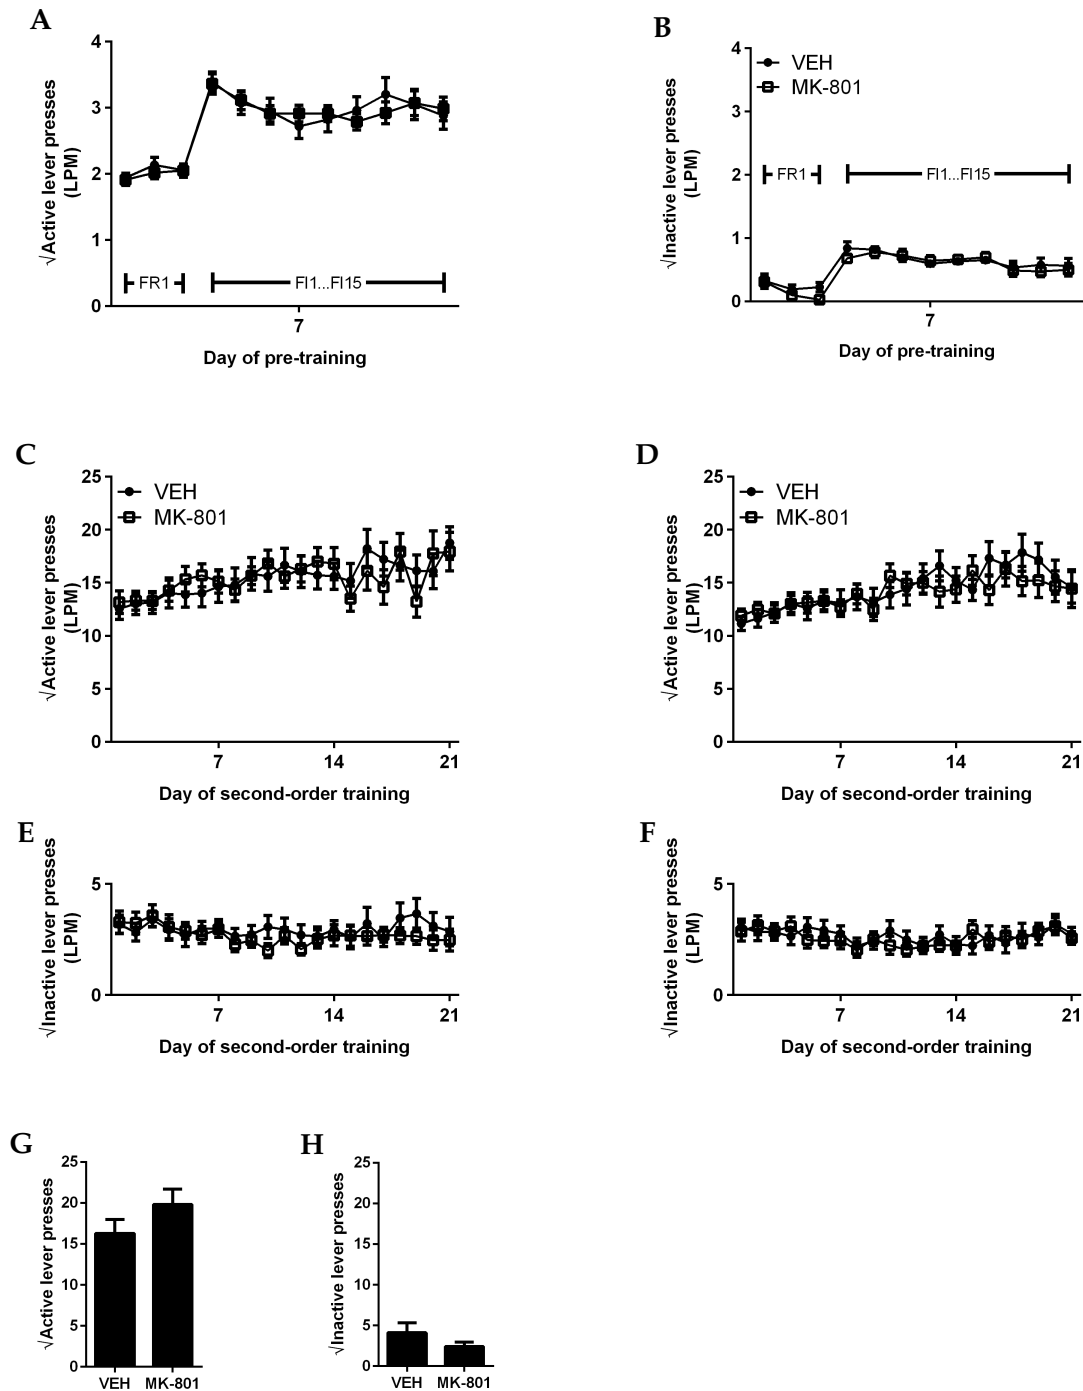 A
√Active lever presses
(LPM)
4
3
2
1
0
FR1
FI1...FI15
7
Day of pre-training
B
√Inactive lever presses
(LPM)
4
3
2
1
0
VEH
MK-801
FR1
FI1...FI15
7
Day of pre-training
C
√Active lever presses
(LPM)
25
20
15
10
5
0
VEH
MK-801
7 14 21
Day of second-order training
D
√Active lever presses
(LPM)
25
20
15
10
5
0
VEH
MK-801
7 14 21
Day of second-order training
E
√Inactive lever presses
(LPM)
5
0
7 14 21
Day of second-order training
F
√Inactive lever presses
(LPM)
5
0
7 14 21
Day of second-order training
G
√Active lever presses
25
20
15
10
5
0
VEH MK-801
H
√Inactive lever presses
25
20
15
10
5
0
VEH MK-801